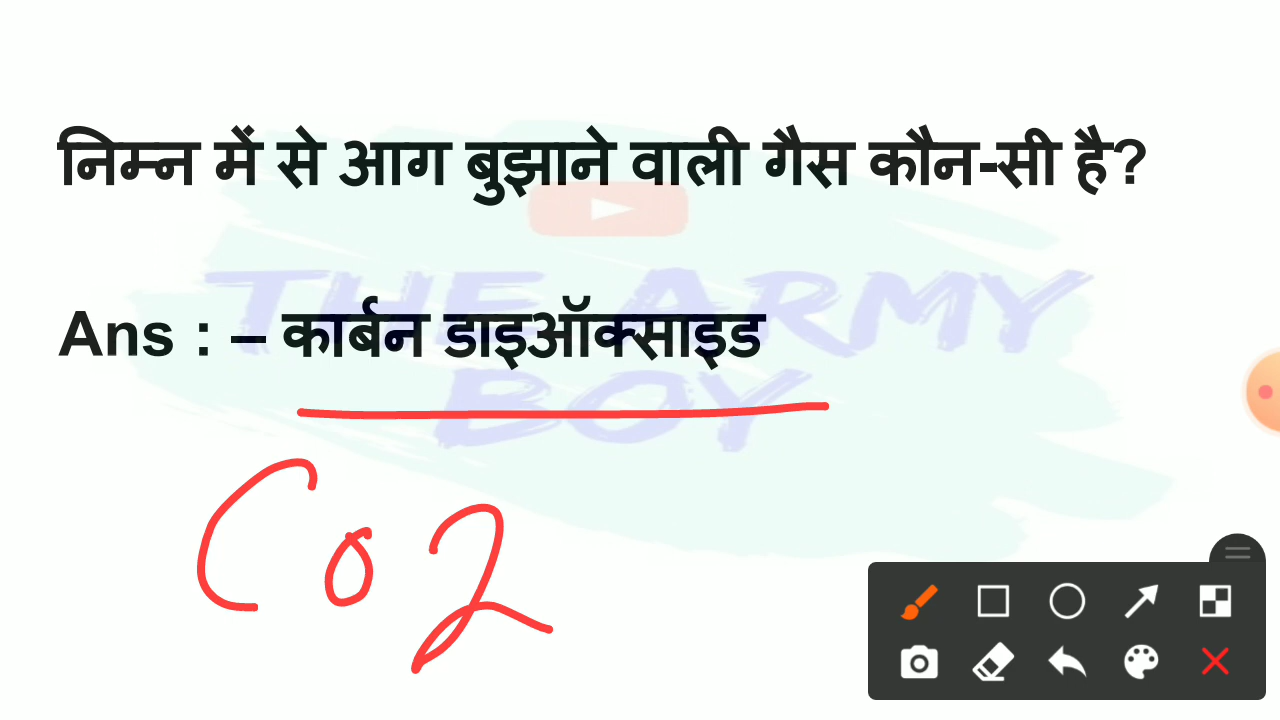 निम्न में से आग बुझाने वाली गैस कौन-सी है?
THE ARMY
Ans : – कार्बन डाइऑक्साइड
BOY
Co2